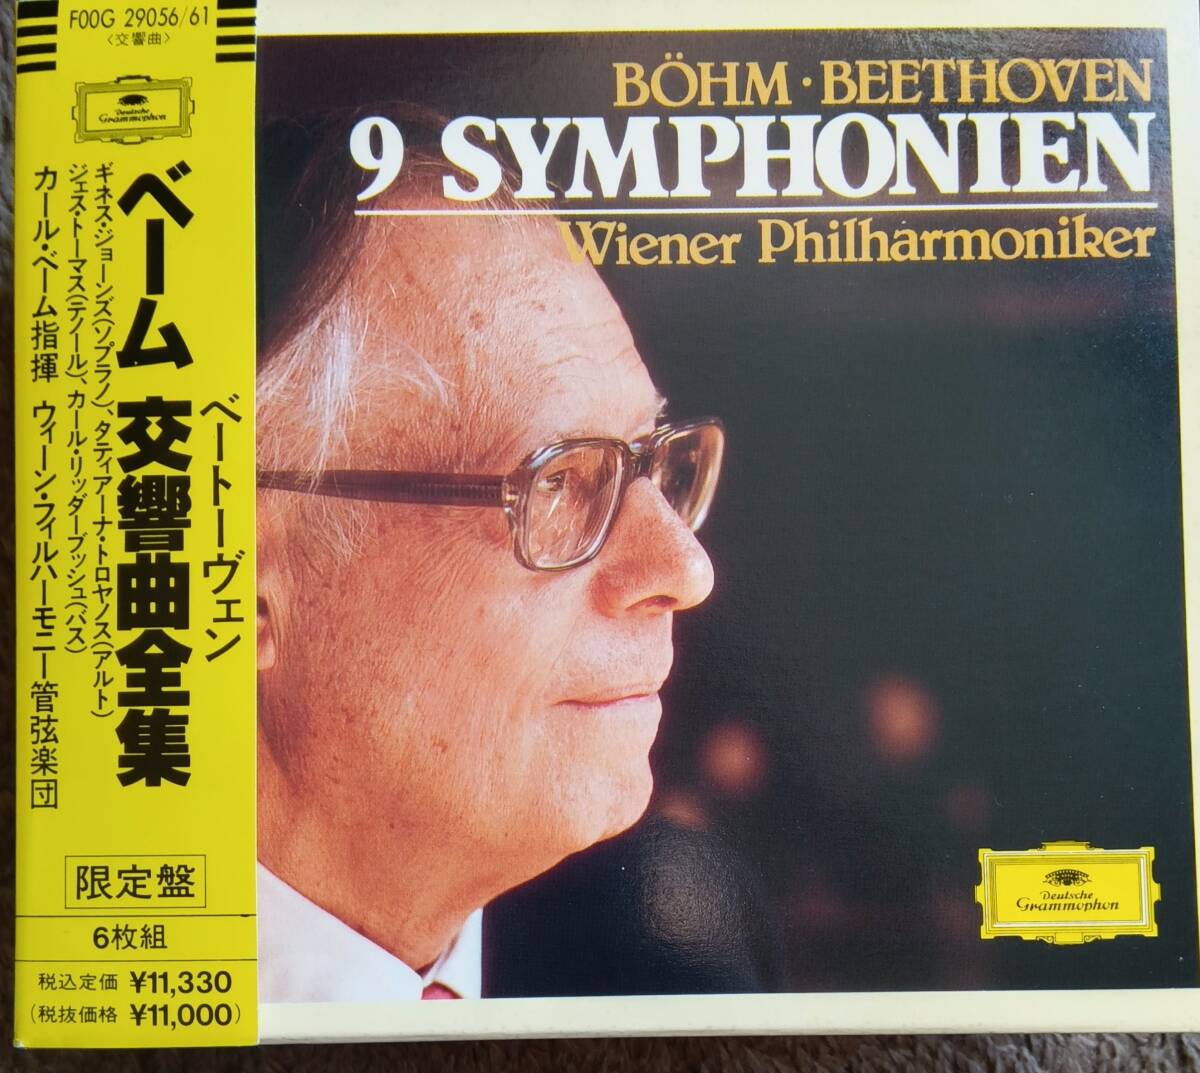 FOOG 29056/61
〈交響曲〉
Deutsche
Grammophon
ベートーヴェン
ベーム 交響曲全集
ギネス・ジョーンズ(ソプラノ)、タティアーナ・トロヤノス(アルト)
ジェス・トーマス(テノール)、カール・リッダーブッシュ(バス)
カール・ベーム指揮 ウィーン・フィルハーモニー管弦楽団
限定盤
6枚組
税込定価 ¥11,330
(税抜価格 ¥11,000)
BÖHM · BEETHOVEN
9 SYMPHONIEN
Wiener Philharmoniker
Deutsche
Grammophon